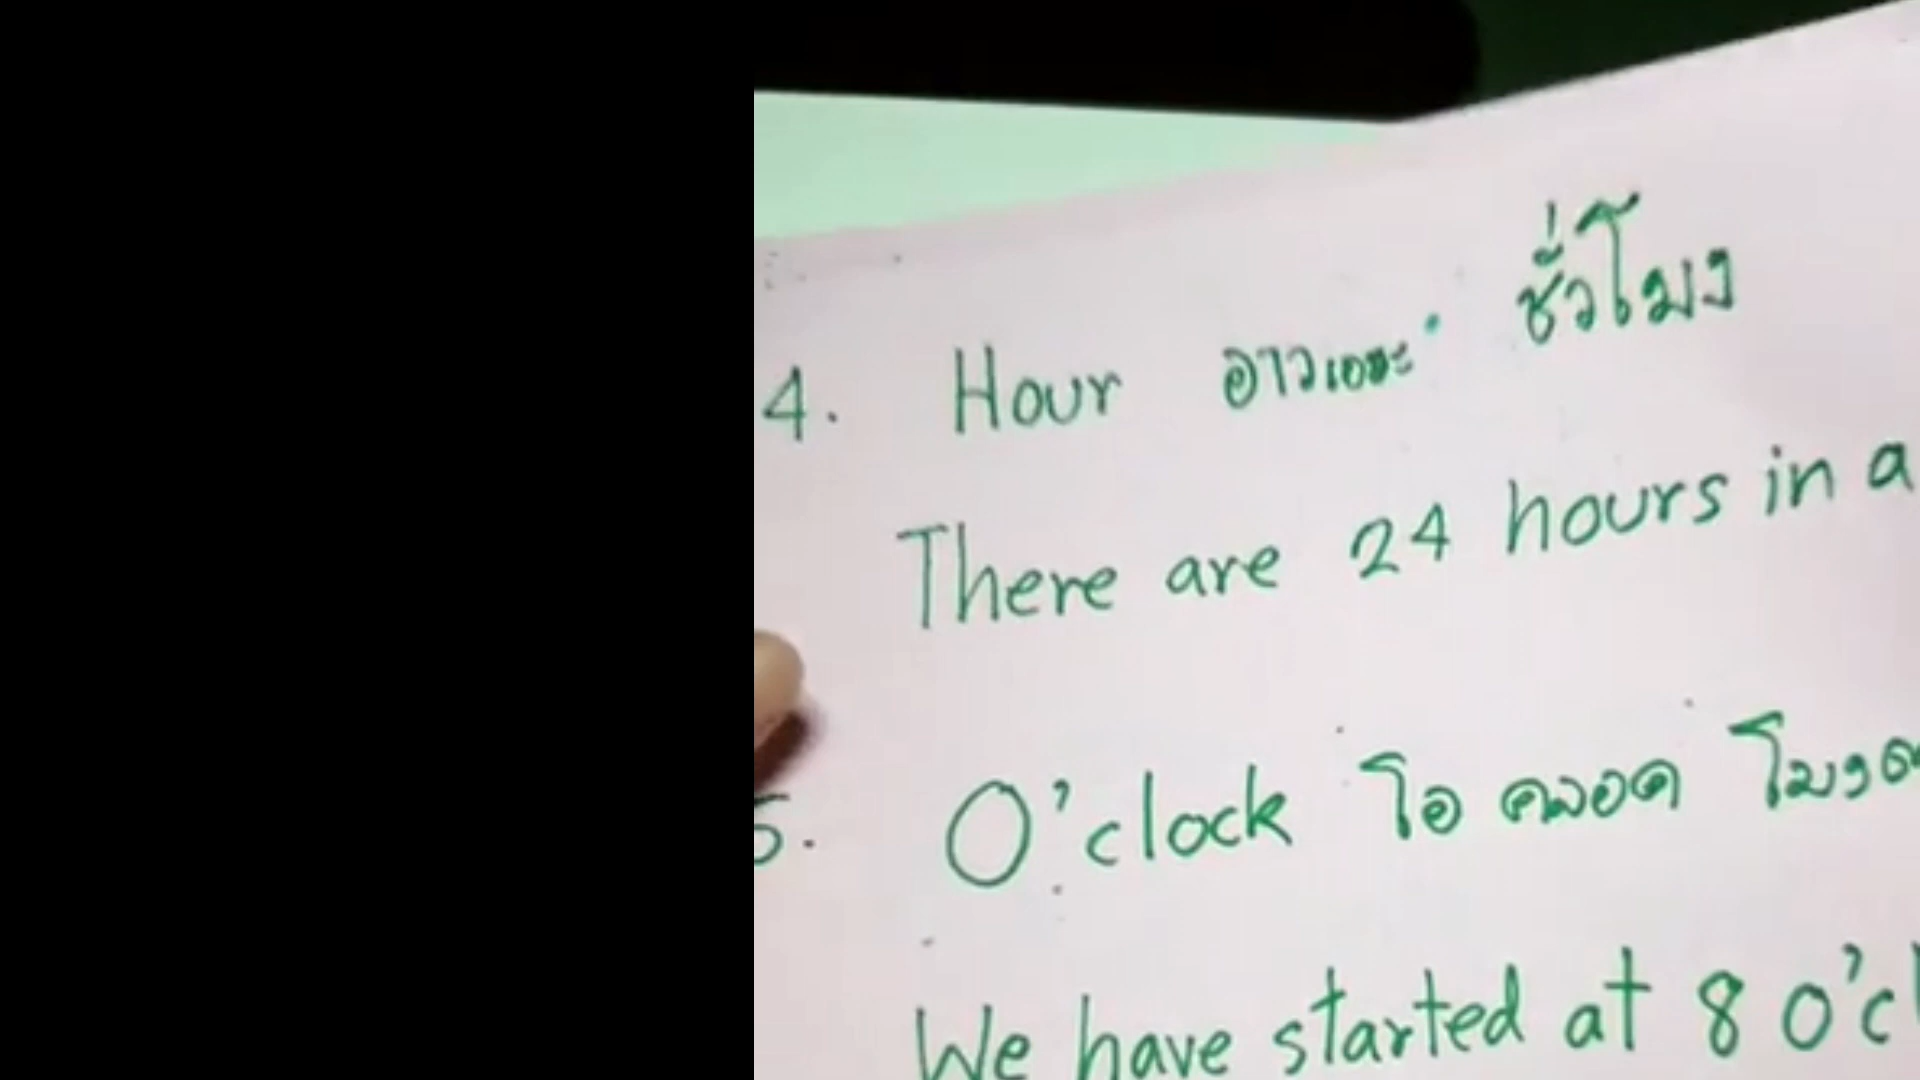 4. Hour อาวเออะ ชั่วโมง
There are 24 hours in a
5. O'clock โอ คลอค โมง
We have started at 8 o'cl